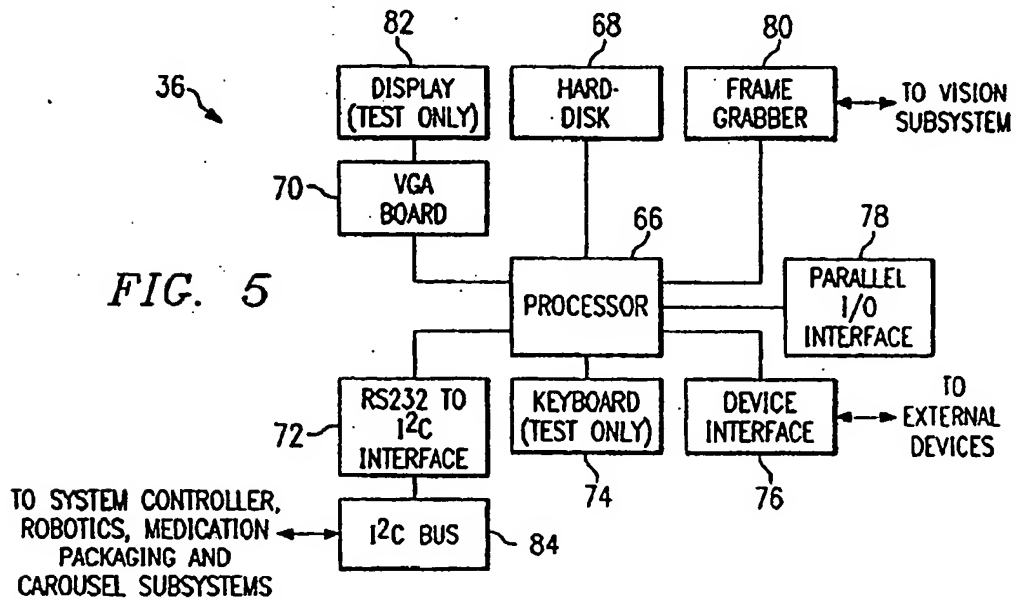 82
68
80
36
DISPLAY
(TEST ONLY)
HARD-
DISK
FRAME
GRABBER
TO VISION
SUBSYSTEM
70
VGA
BOARD
66
78
FIG. 5
PROCESSOR
PARALLEL
I/O
INTERFACE
72
RS232 TO
I²C
INTERFACE
KEYBOARD
(TEST ONLY)
DEVICE
INTERFACE
TO
EXTERNAL
DEVICES
74
76
TO SYSTEM CONTROLLER,
ROBOTICS, MEDICATION
PACKAGING AND
CAROUSEL SUBSYSTEMS
I²C BUS
84